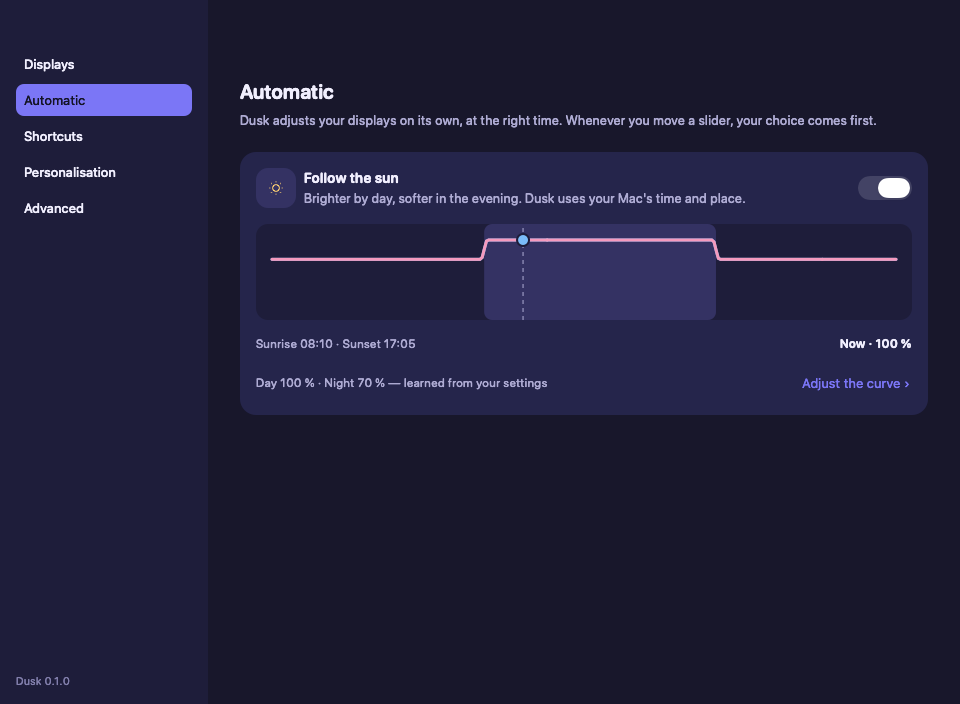 Displays
Automatic
Shortcuts
Personalisation
Advanced
Dusk 0.1.0
Automatic
Dusk adjusts your displays on its own, at the right time. Whenever you move a slider, your choice comes first.
Follow the sun
Brighter by day, softer in the evening. Dusk uses your Mac's time and place.
Sunrise 08:10 · Sunset 17:05
Now · 100 %
Day 100 % · Night 70 % — learned from your settings
Adjust the curve ›